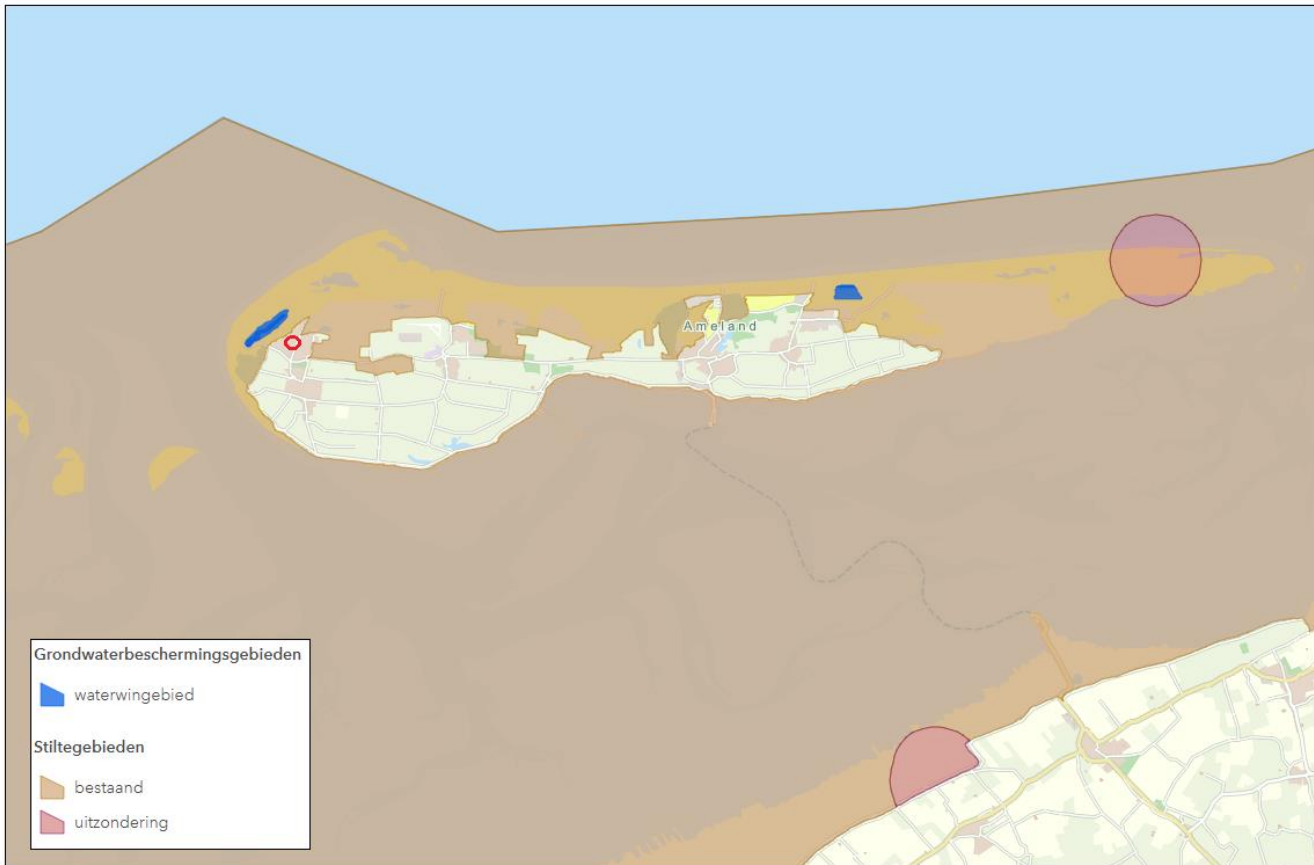 Ameland
Grondwaterbeschermingsgebieden
waterwingebied
Stiltegebieden
bestaand
uitzondering